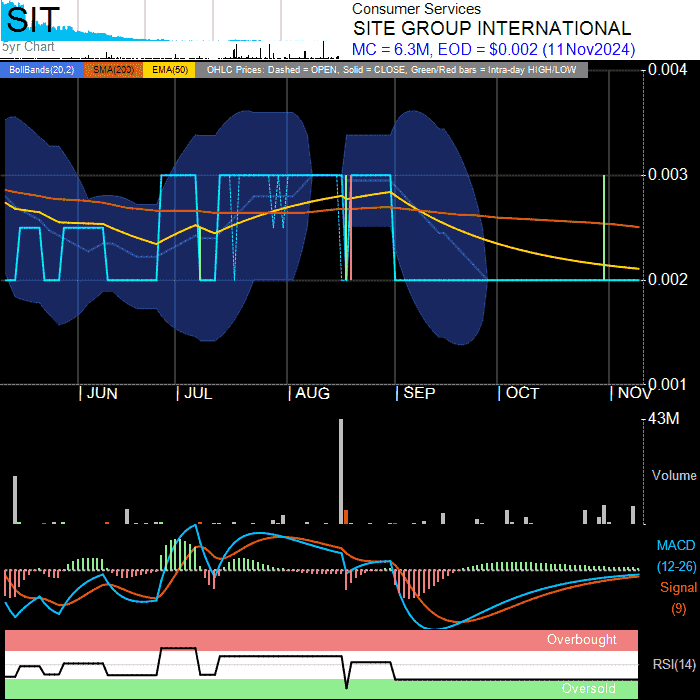 SIT
5yr Chart
Consumer Services
SITE GROUP INTERNATIONAL
MC = 6.3M, EOD = $0.002 (11Nov2024)
BollBands(20,2) SMA(200) EMA(50) OHLC Prices: Dashed = OPEN, Solid = CLOSE, Green/Red bars = Intra-day HIGH/LOW
0.004
0.003
0.002
0.001
| JUN | JUL | AUG | SEP | OCT | NOV
43M
Volume
MACD
(12-26)
Signal
(9)
Overbought
RSI(14)
Oversold